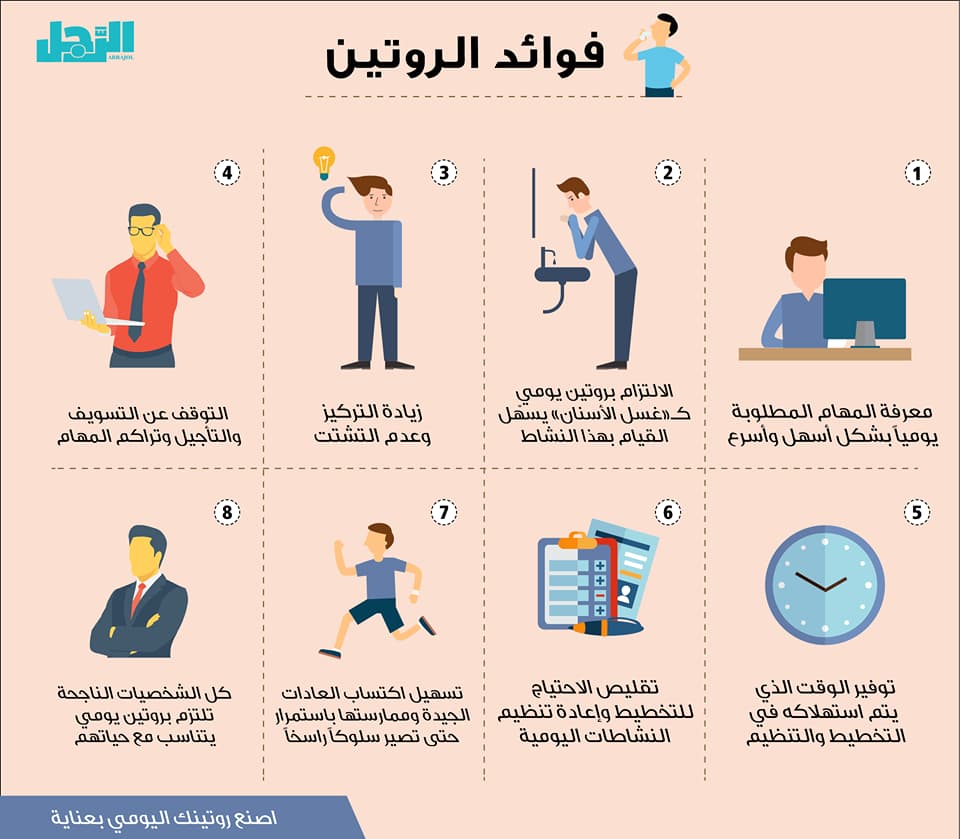 الرجل
ARRAJOL
فوائد الروتين
1
معرفة المهام المطلوبة
يومياً بشكل أسهل وأسرع
2
الالتزام بروتين يومي
كـ«غسل الأسنان» يسهّل
القيام بهذا النشاط
3
زيادة التركيز
وعدم التشتت
4
التوقف عن التسويف
والتأجيل وتراكم المهام
5
توفير الوقت الذي
يتم استهلاكه في
التخطيط والتنظيم
6
تقليص الاحتياج
للتخطيط وإعادة تنظيم
النشاطات اليومية
7
تسهيل اكتساب العادات
الجيدة وممارستها باستمرار
حتى تصير سلوكاً راسخاً
8
كل الشخصيات الناجحة
تلتزم بروتين يومي
يتناسب مع حياتهم
اصنع روتينك اليومي بعناية